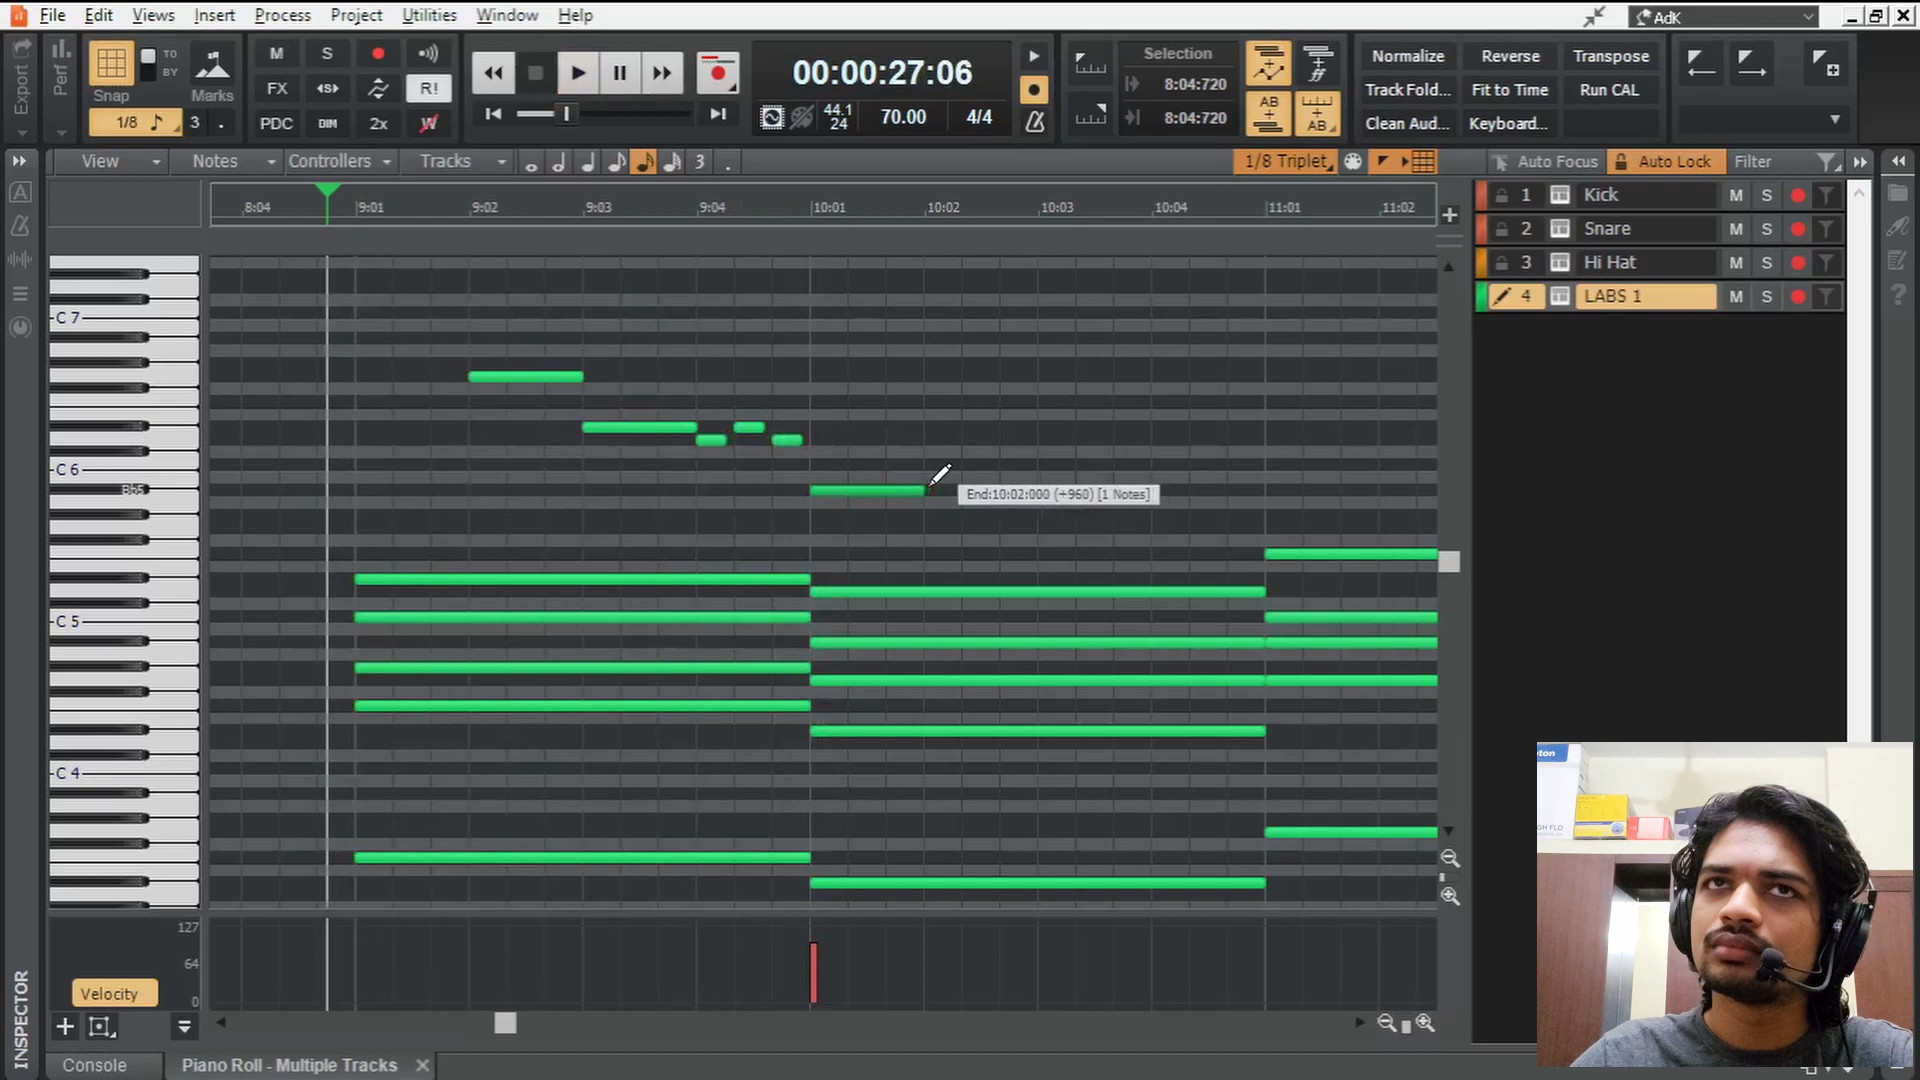 File Edit Views Insert Process Project Utilities Window Help
AdK
Export
Perf
Snap
TO
BY
Marks
1/8
3 .
M S
FX
R!
PDC DIM 2x W
00:00:27:06
44.1
24
70.00
4/4
Selection
8:04:720
8:04:720
AB
AB
Normalize Reverse Transpose
Track Fold... Fit to Time Run CAL
Clean Aud... Keyboard...
View Notes Controllers Tracks
3 .
1/8 Triplet
Auto Focus
Auto Lock
Filter
8:04 9:01 9:02 9:03 9:04 10:01 10:02 10:03 10:04 11:01 11:02
1 Kick M S
2 Snare M S
3 Hi Hat M S
4 LABS 1 M S
C 7
C 6
Bb5
End:10:02:000 (+960) [1 Notes]
C 5
C 4
127
64
0
Velocity
INSPECTOR
Console
Piano Roll - Multiple Tracks